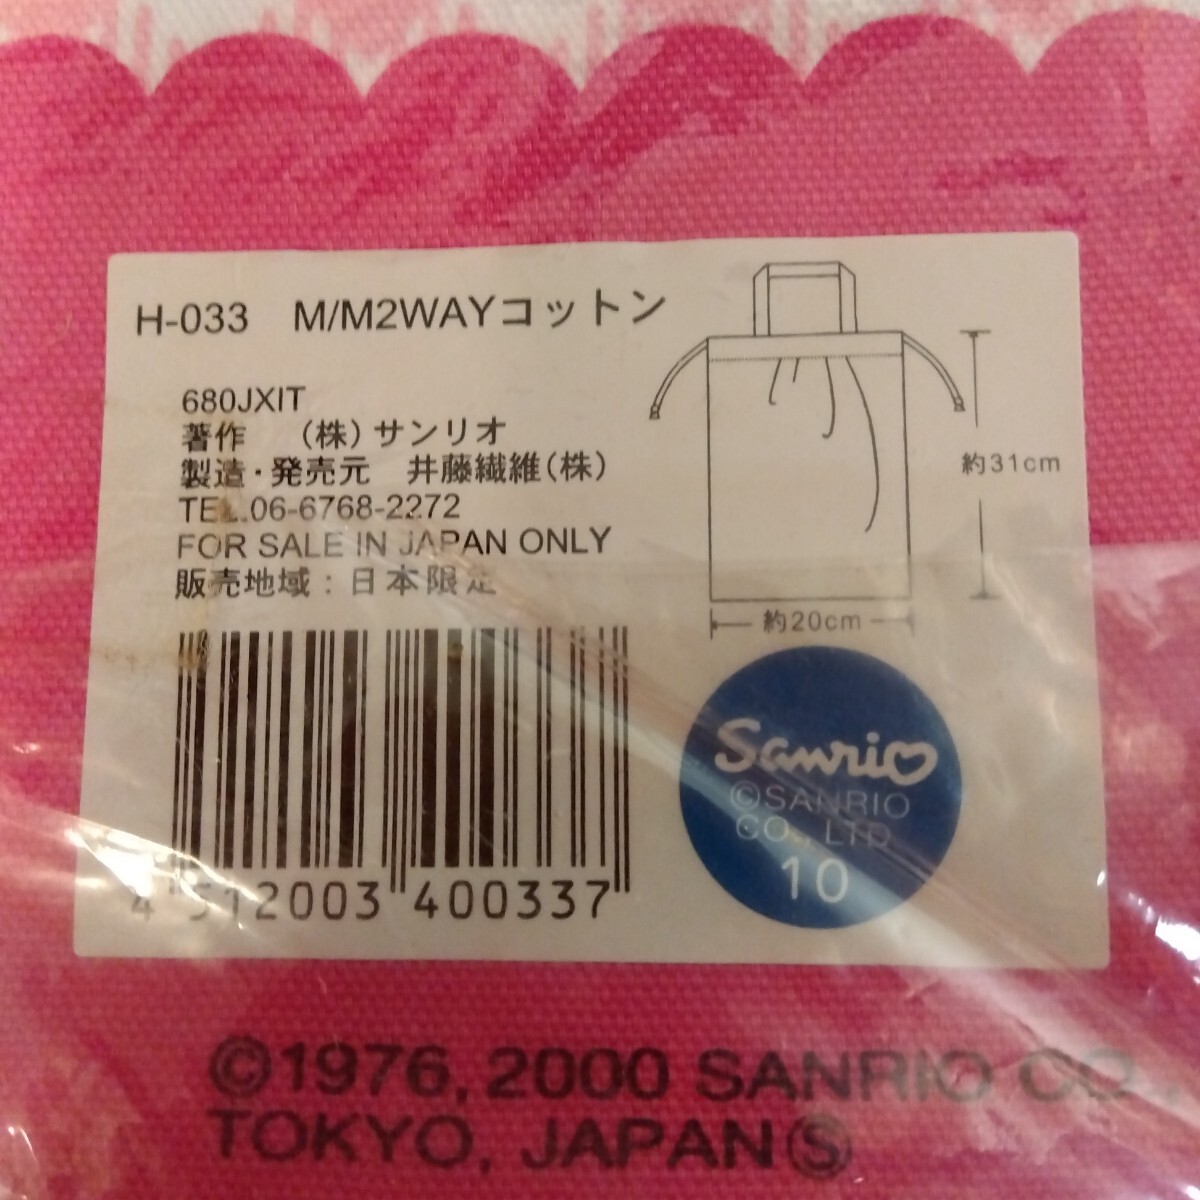 H-033 M/M2WAYコットン
680JXIT
著作 (株)サンリオ
製造・発売元 井藤繊維(株)
TEL.06-6768-2272
FOR SALE IN JAPAN ONLY
販売地域:日本限定
約31cm
約20cm
4 512003 400337
Sanrio
©SANRIO
CO., LTD
10
©1976, 2000 SANRIO CO.,
TOKYO, JAPAN Ⓢ